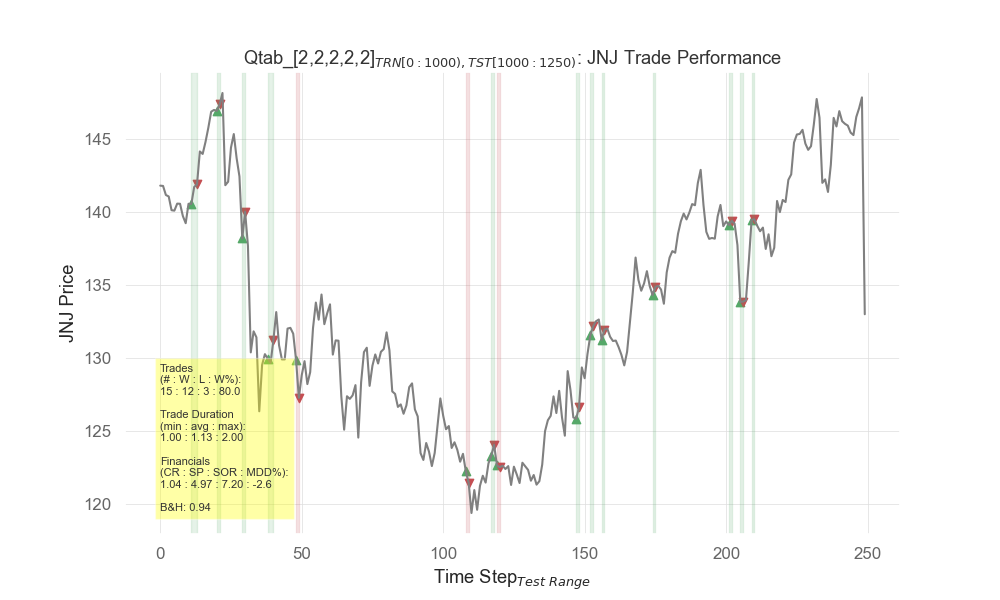 Qtab_[2,2,2,2,2]TRN[0 : 1000), TST[1000 : 1250): JNJ Trade Performance
JNJ Price
145
140
135
130
125
120
Trades
(# : W : L : W%):
15 : 12 : 3 : 80.0
Trade Duration
(min : avg : max):
1.00 : 1.13 : 2.00
Financials
(CR : SP : SOR : MDD%):
1.04 : 4.97 : 7.20 : -2.6
B&H: 0.94
0 50 100 150 200 250
Time StepTest Range